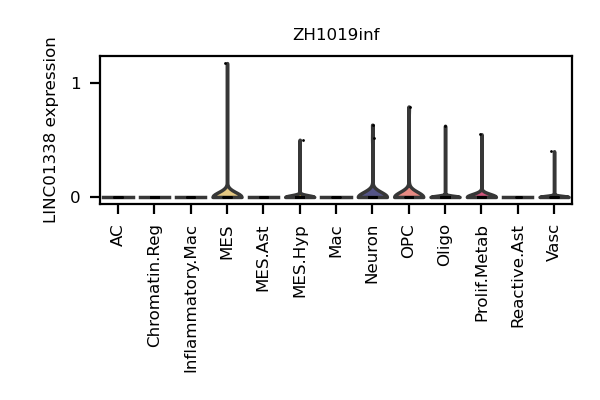 ZH1019inf
LINC01338 expression
1
0
AC
Chromatin.Reg
Inflammatory.Mac
MES
MES.Ast
MES.Hyp
Mac
Neuron
OPC
Oligo
Prolif.Metab
Reactive.Ast
Vasc